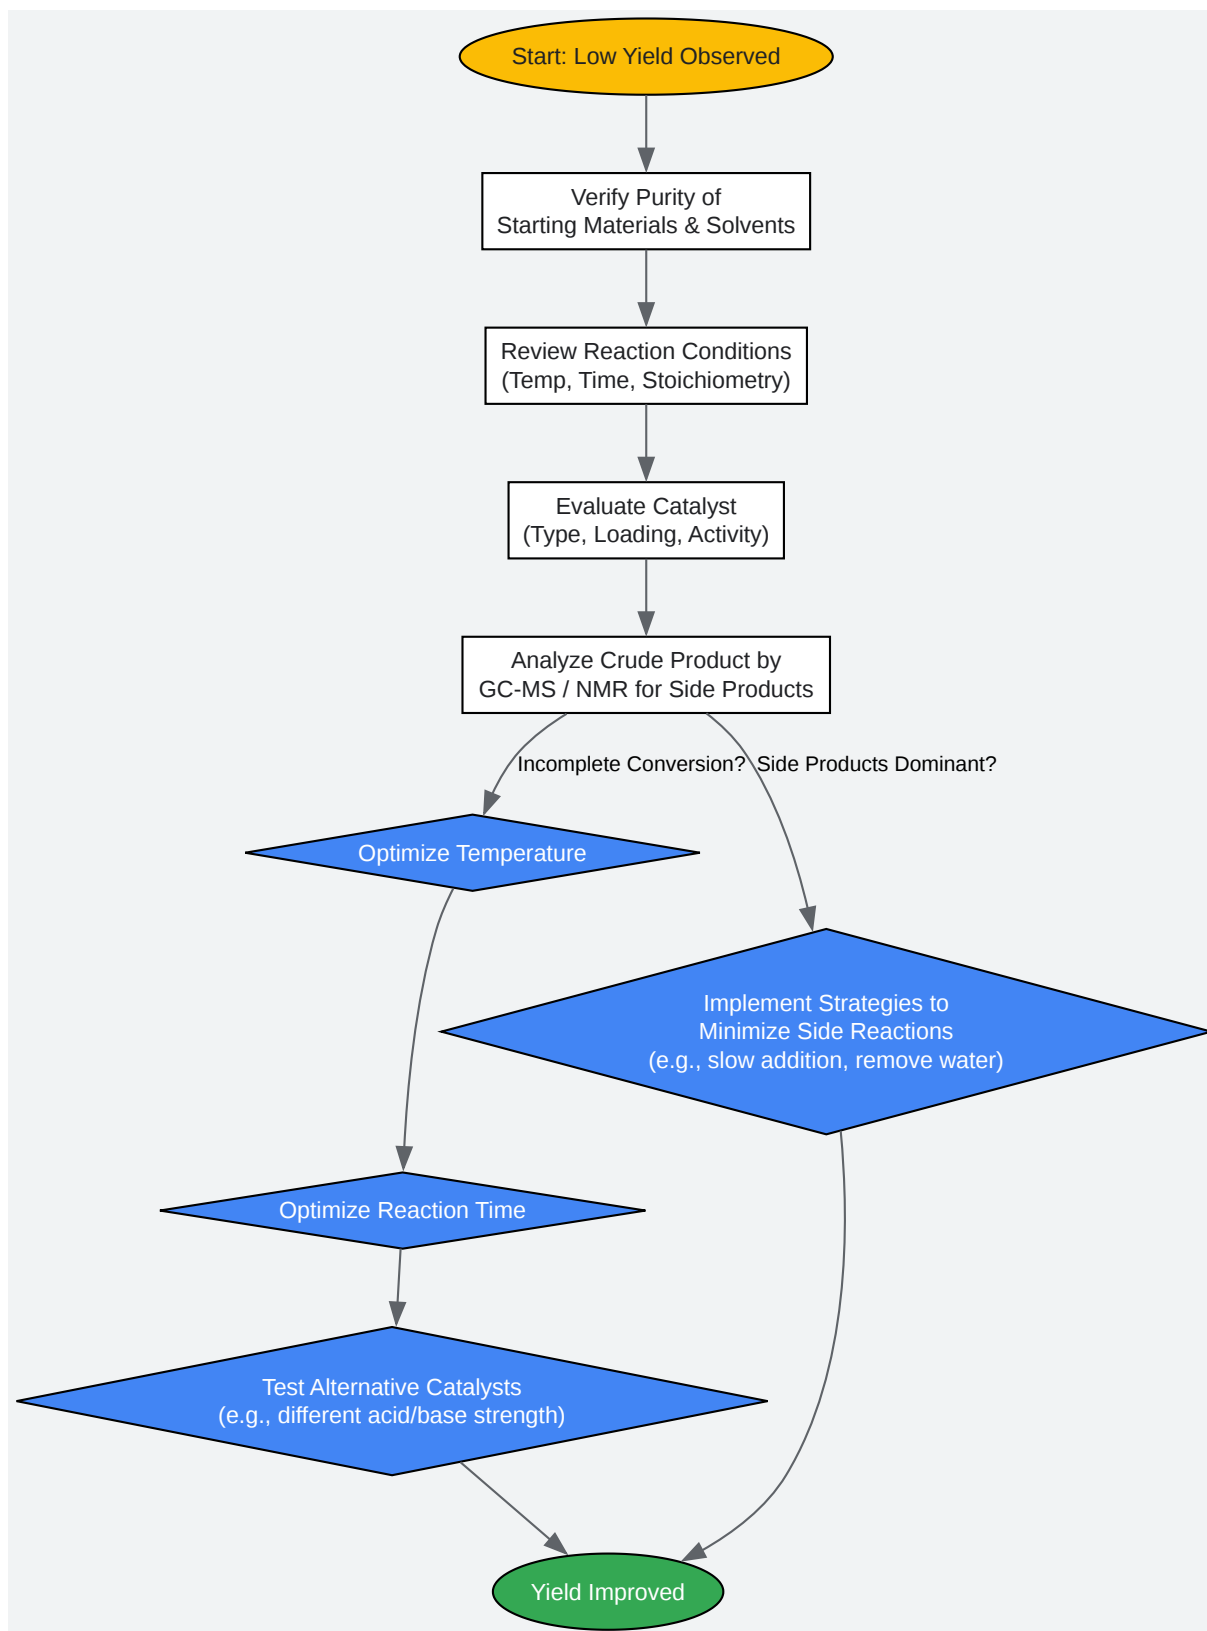 Start: Low Yield Observed
Verify Purity of
Starting Materials & Solvents
Review Reaction Conditions
(Temp, Time, Stoichiometry)
Evaluate Catalyst
(Type, Loading, Activity)
Analyze Crude Product by
GC-MS / NMR for Side Products
Incomplete Conversion?
Side Products Dominant?
Optimize Temperature
Implement Strategies to
Minimize Side Reactions
(e.g., slow addition, remove water)
Optimize Reaction Time
Test Alternative Catalysts
(e.g., different acid/base strength)
Yield Improved